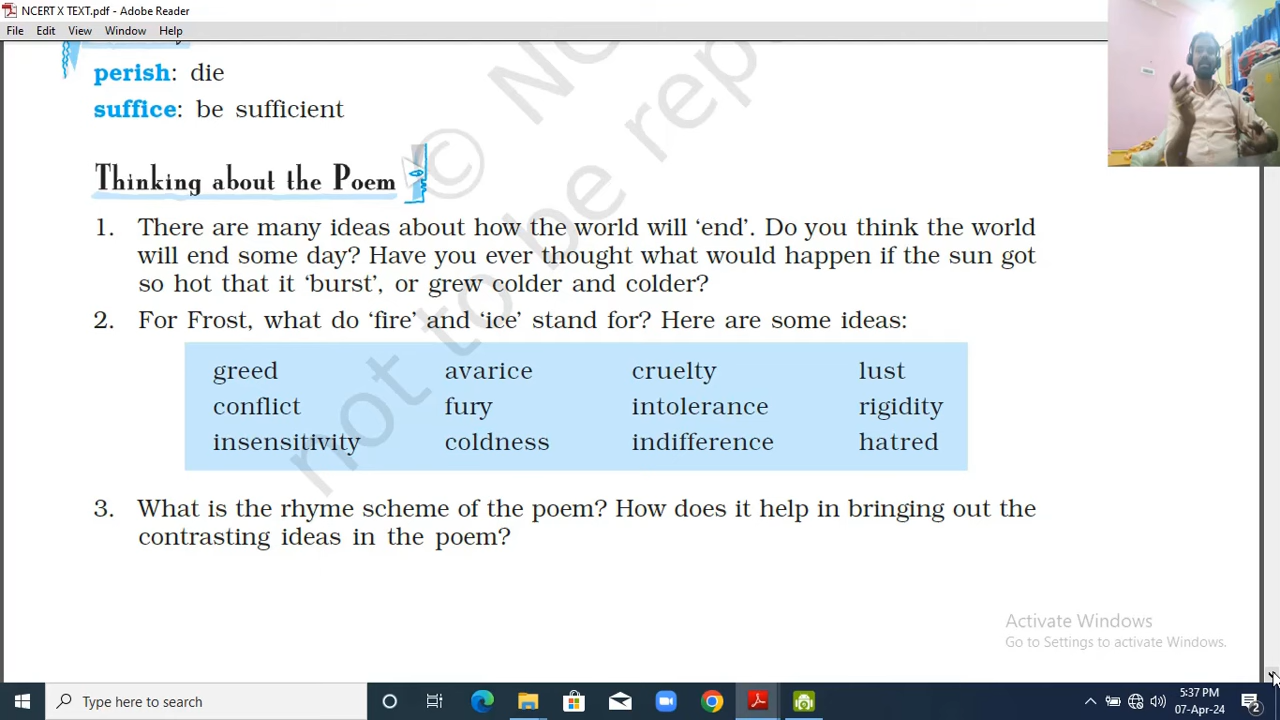 NCERT X TEXT.pdf - Adobe Reader
File Edit View Window Help
perish: die
suffice: be sufficient
Thinking about the Poem
1. There are many ideas about how the world will ‘end’. Do you think the world
will end some day? Have you ever thought what would happen if the sun got
so hot that it ‘burst’, or grew colder and colder?
2. For Frost, what do ‘fire’ and ‘ice’ stand for? Here are some ideas:
greed avarice cruelty lust
conflict fury intolerance rigidity
insensitivity coldness indifference hatred
3. What is the rhyme scheme of the poem? How does it help in bringing out the
contrasting ideas in the poem?
© NC
not to be rep
Activate Windows
Go to Settings to activate Windows.
Type here to search
5:37 PM
07-Apr-24
2